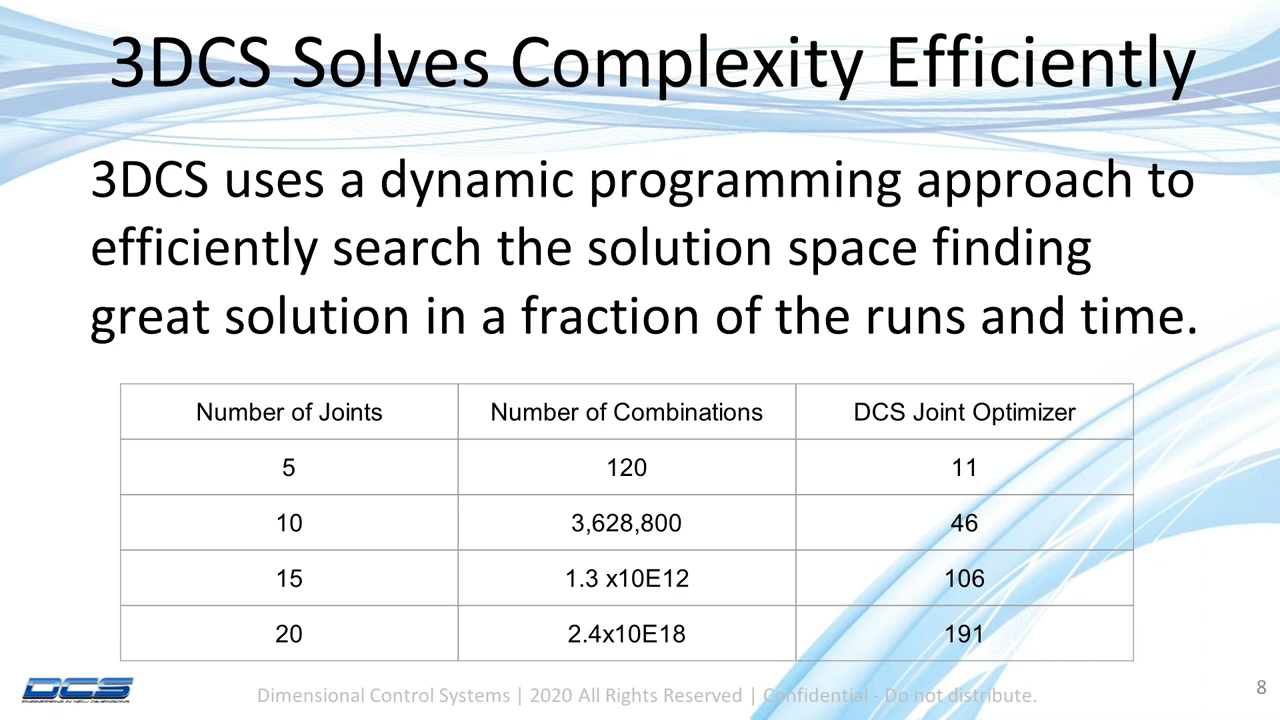 3DCS Solves Complexity Efficiently
3DCS uses a dynamic programming approach to
efficiently search the solution space finding
great solution in a fraction of the runs and time.
Number of Joints Number of Combinations DCS Joint Optimizer
5 120 11
10 3,628,800 46
15 1.3 x10E12 106
20 2.4x10E18 191
DCS
Dimensional Control Systems | 2020 All Rights Reserved | Confidential - Do not distribute.
8